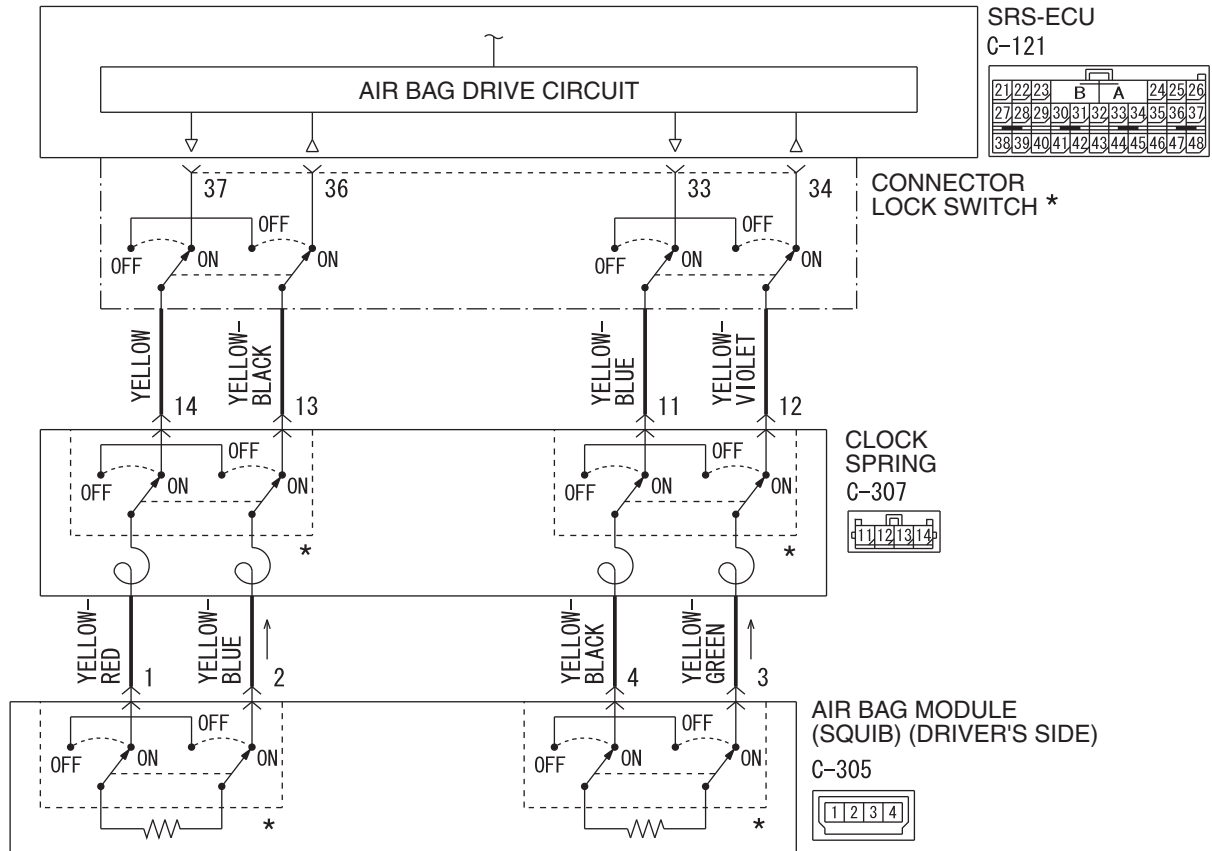 SRS-ECU
C-121
AIR BAG DRIVE CIRCUIT
21 22 23 B A 24 25 26
27 28 29 30 31 32 33 34 35 36 37
38 39 40 41 42 43 44 45 46 47 48
37 36 33 34
CONNECTOR
LOCK SWITCH *
OFF OFF
OFF ON ON OFF ON ON
YELLOW
YELLOW-
BLACK
YELLOW-
BLUE
YELLOW-
VIOLET
14 13 11 12
CLOCK
SPRING
C-307
11 12 13 14
OFF OFF
OFF ON ON OFF ON ON
* *
YELLOW-
RED
YELLOW-
BLUE
YELLOW-
BLACK
YELLOW-
GREEN
1 2 4 3
AIR BAG MODULE
(SQUIB) (DRIVER'S SIDE)
C-305
1 2 3 4
OFF OFF
OFF ON ON OFF ON ON
* *